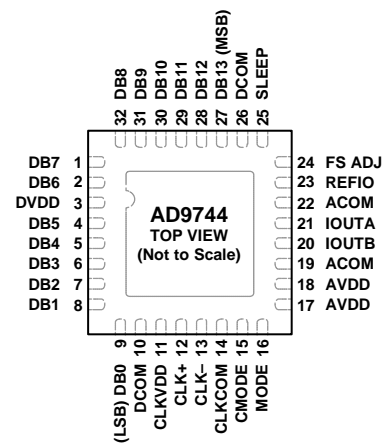 32 DB8
31 DB9
30 DB10
29 DB11
28 DB12
27 DB13 (MSB)
26 DCOM
25 SLEEP
DB7 1
DB6 2
DVDD 3
DB5 4
DB4 5
DB3 6
DB2 7
DB1 8
AD9744
TOP VIEW
(Not to Scale)
24 FS ADJ
23 REFIO
22 ACOM
21 IOUTA
20 IOUTB
19 ACOM
18 AVDD
17 AVDD
(LSB) DB0 9
DCOM 10
CLKVDD 11
CLK+ 12
CLK– 13
CLKCOM 14
CMODE 15
MODE 16